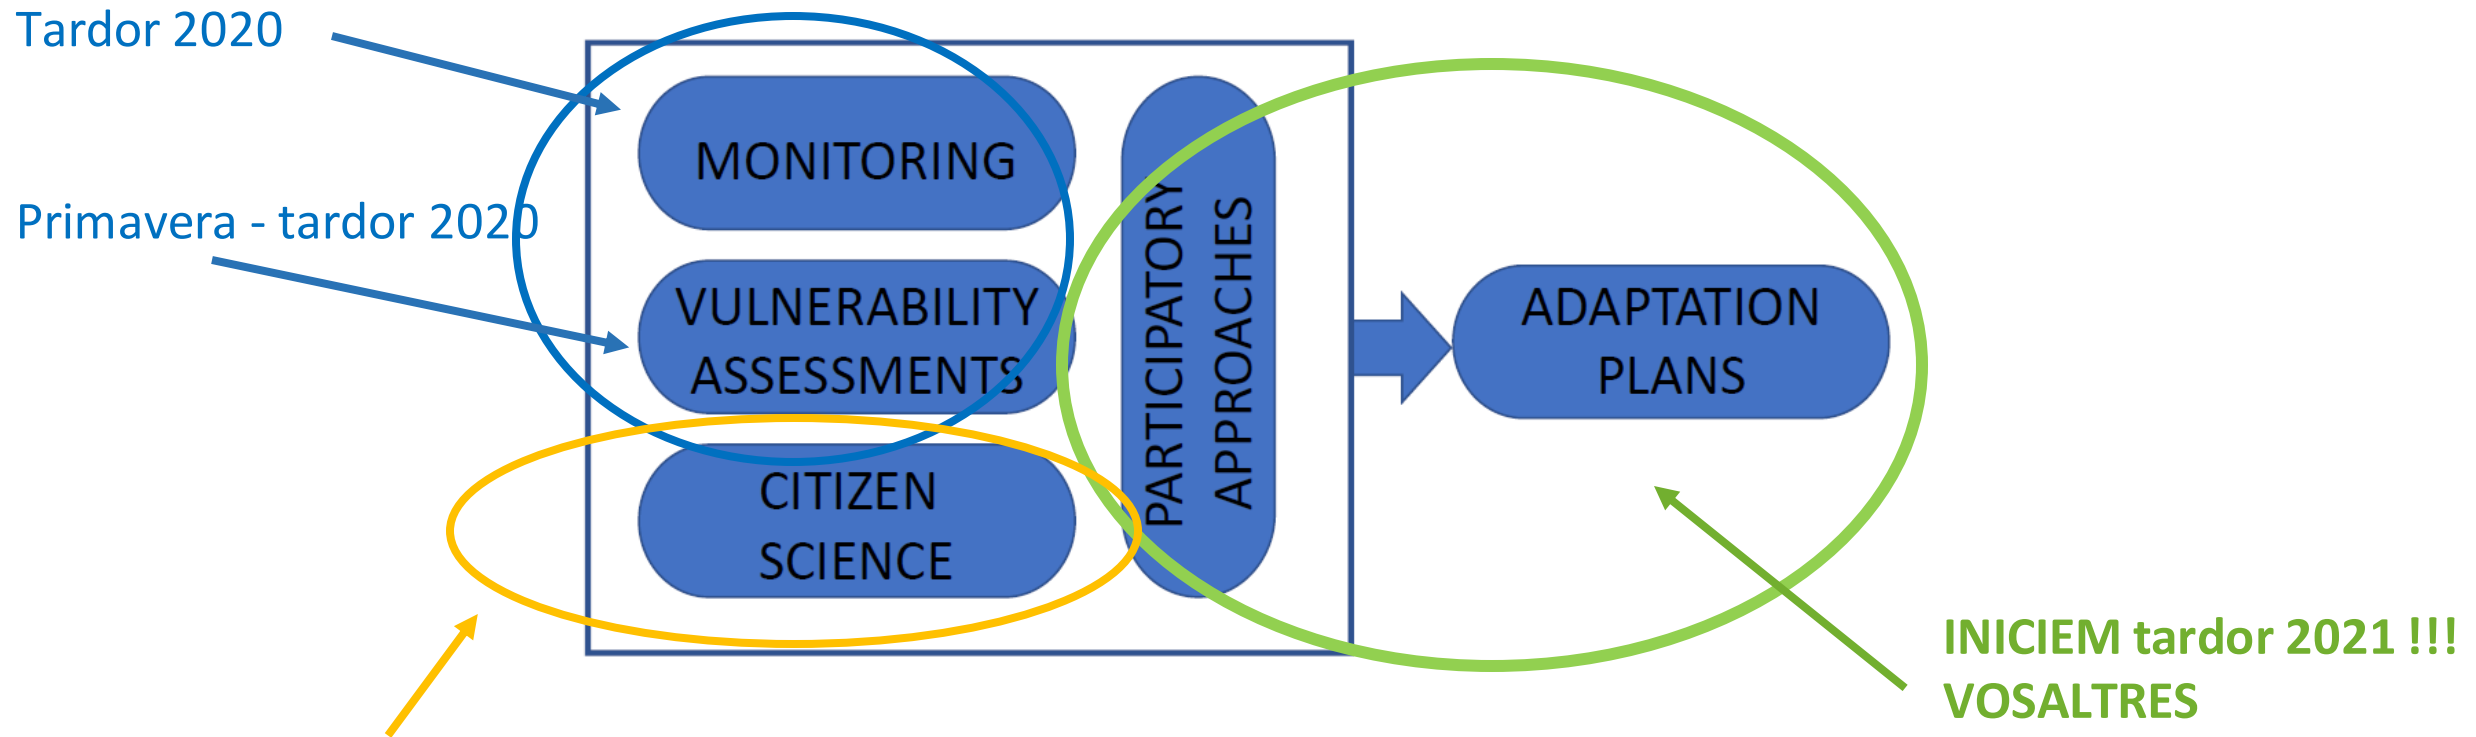 Tardor 2020
MONITORING
Primavera - tardor 2020
VULNERABILITY
ASSESSMENTS
CITIZEN
SCIENCE
PARTICIPATORY
APPROACHES
ADAPTATION
PLANS
INICIEM tardor 2021 !!!
VOSALTRES